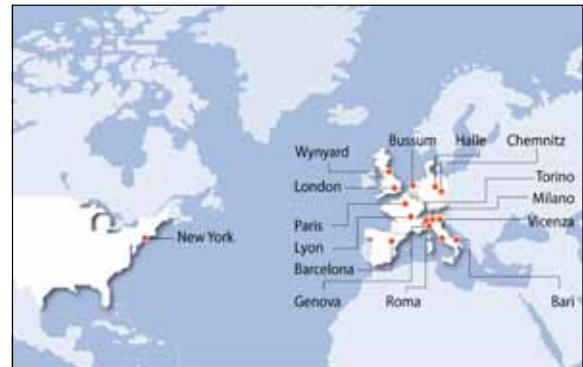 Bussum Halle Chemnitz
Wynyard
Torino
London
Milano
Paris
Vicenza
New York
Lyon
Barcelona
Genova Roma Bari